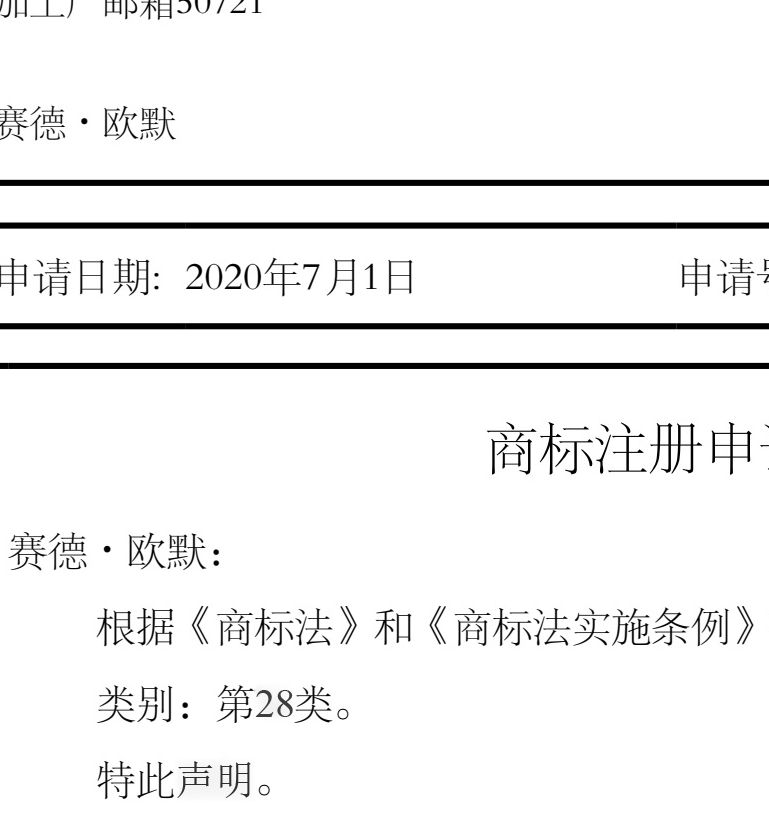 加工厂邮箱50721
赛德·欧默
申请日期: 2020年7月1日 申请号
商标注册申请
赛德·欧默：
根据《商标法》和《商标法实施条例》
类别：第28类。
特此声明。